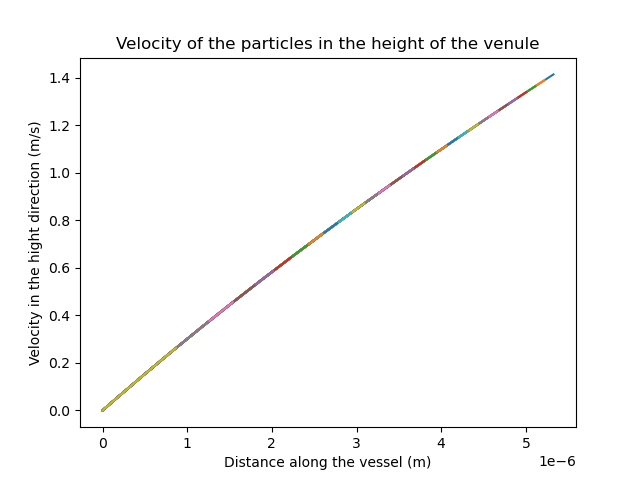 Velocity of the particles in the height of the venule
Velocity in the hight direction (m/s)
1.4
1.2
1.0
0.8
0.6
0.4
0.2
0.0
0 1 2 3 4 5
1e−6
Distance along the vessel (m)